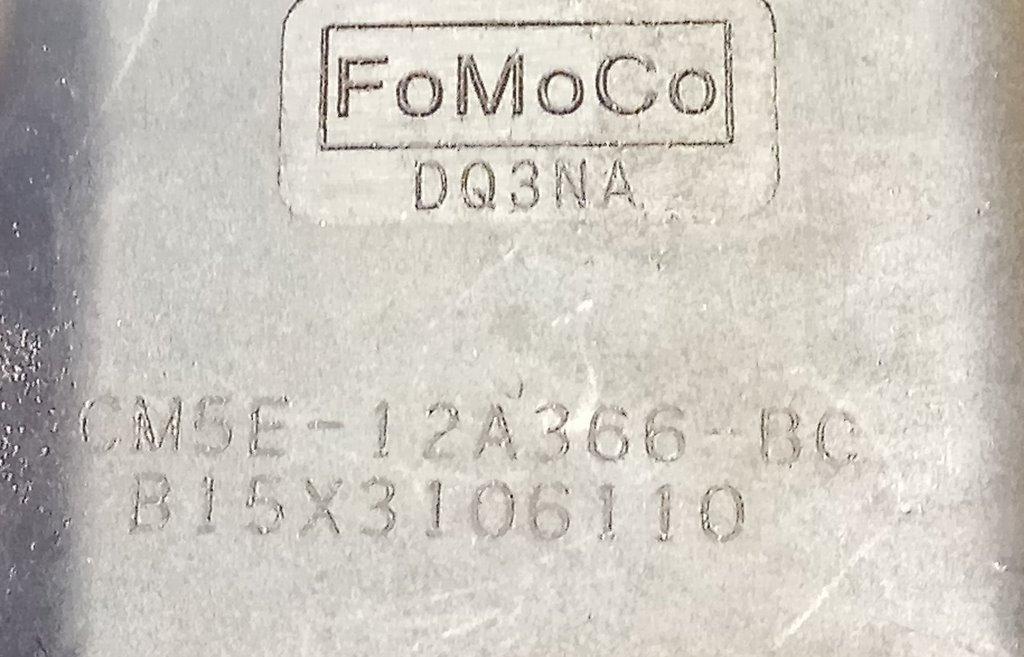 FoMoCo
DQ3NA
CM5E-12A366-BC
B15X3106110